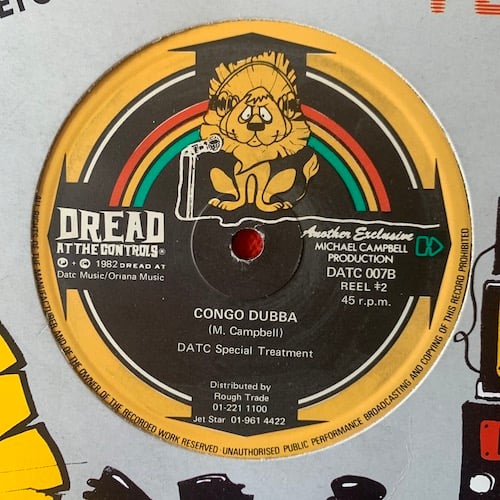 DREAD
AT THE CONTROLS®
Ⓟ + © 1982 DREAD AT
Datc Music/Oriana Music
Another Exclusive
MICHAEL CAMPBELL
PRODUCTION
DATC 007B
REEL #2
45 r.p.m.
CONGO DUBBA
(M. Campbell)
DATC Special Treatment
Distributed by
Rough Trade
01-221 1100
Jet Star 01-961 4422
ALL RIGHTS OF THE MANUFACTURER AND OF THE OWNER OF THE RECORDED WORK RESERVED UNAUTHORISED PUBLIC PERFORMANCE BROADCASTING AND COPYING OF THIS RECORD PROHIBITED